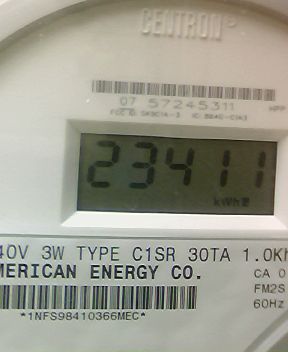 CENTRON®
07 57245311
23411
kWh
40V 3W TYPE C1SR 30TA 1.0Kh
MERICAN ENERGY CO.
CA 0
FM2S
60Hz
*1NFS98410366MEC*